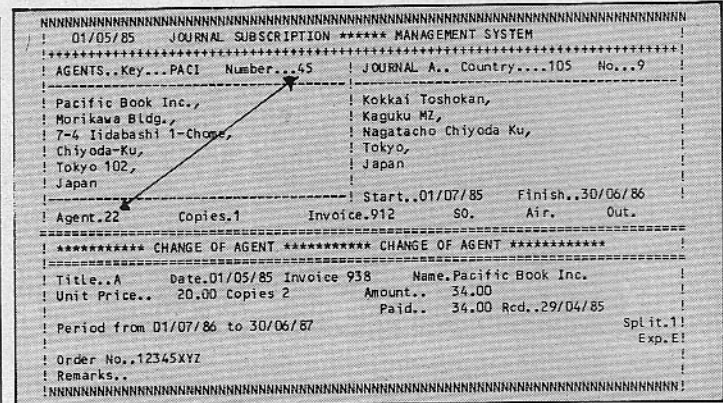 NNNNNNNNNNNNNNNNNNNNNNNNNNNNNNNNNNNNNNNNNNNNNNNNNNNNNNNNNNNNNNNNNNNNNNNNNNNNNNN
! 01/05/85 JOURNAL SUBSCRIPTION ****** MANAGEMENT SYSTEM !
!++++++++++++++++++++++++++++++++++++++++++++++++++++++++++++++++++++++++++++++!
! AGENTS..Key...PACI Number...45 ! JOURNAL A.. Country....105 No...9 !
!------------------------------------------------------------------------------!
! Pacific Book Inc., ! Kokkai Toshokan, !
! Morikawa Bldg., ! Kaguku MZ, !
! 7-4 Iidabashi 1-Chome, ! Nagatacho Chiyoda Ku, !
! Chiyoda-Ku, ! Tokyo, !
! Tokyo 102, ! Japan !
! Japan ! !
!------------------------------------! Start..01/07/85 Finish..30/06/86 !
! Agent.22 Copies.1 Invoice.912 SO. Air. Out. !
================================================================================
! *********** CHANGE OF AGENT *********** CHANGE OF AGENT ************ !
!==============================================================================
! Title..A Date.01/05/85 Invoice 938 Name.Pacific Book Inc. !
! Unit Price.. 20.00 Copies 2 Amount.. 34.00 !
! Paid.. 34.00 Rcd..29/04/85 !
! Period from 01/07/86 to 30/06/87 Split.1!
! Exp.E!
! Order No..12345XYZ !
! Remarks.. !
!NNNNNNNNNNNNNNNNNNNNNNNNNNNNNNNNNNNNNNNNNNNNNNNNNNNNNNNNNNNNNNNNNNNNNNNNNNNNNN!